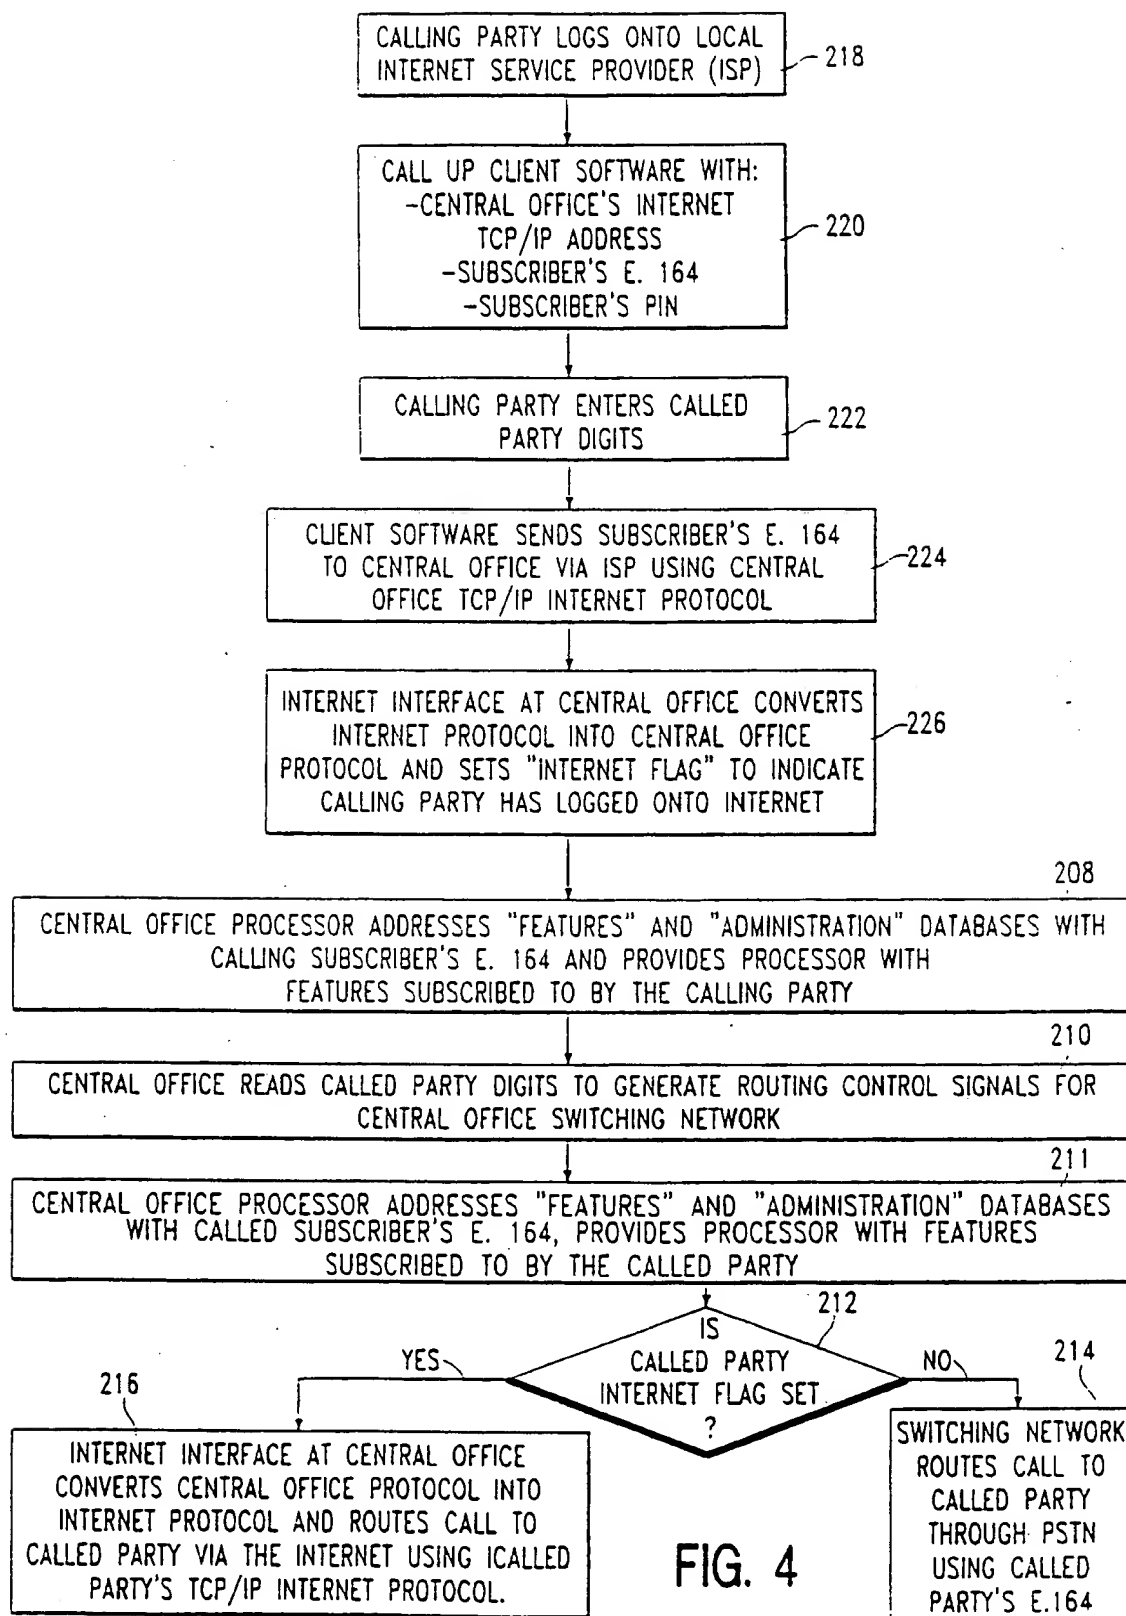 CALLING PARTY LOGS ONTO LOCAL
INTERNET SERVICE PROVIDER (ISP)
218
CALL UP CLIENT SOFTWARE WITH:
-CENTRAL OFFICE'S INTERNET
TCP/IP ADDRESS
-SUBSCRIBER'S E. 164
-SUBSCRIBER'S PIN
220
CALLING PARTY ENTERS CALLED
PARTY DIGITS
222
CLIENT SOFTWARE SENDS SUBSCRIBER'S E. 164
TO CENTRAL OFFICE VIA ISP USING CENTRAL
OFFICE TCP/IP INTERNET PROTOCOL
224
INTERNET INTERFACE AT CENTRAL OFFICE CONVERTS
INTERNET PROTOCOL INTO CENTRAL OFFICE
PROTOCOL AND SETS "INTERNET FLAG" TO INDICATE
CALLING PARTY HAS LOGGED ONTO INTERNET
226
208
CENTRAL OFFICE PROCESSOR ADDRESSES "FEATURES" AND "ADMINISTRATION" DATABASES WITH
CALLING SUBSCRIBER'S E. 164 AND PROVIDES PROCESSOR WITH
FEATURES SUBSCRIBED TO BY THE CALLING PARTY
210
CENTRAL OFFICE READS CALLED PARTY DIGITS TO GENERATE ROUTING CONTROL SIGNALS FOR
CENTRAL OFFICE SWITCHING NETWORK
211
CENTRAL OFFICE PROCESSOR ADDRESSES "FEATURES" AND "ADMINISTRATION" DATABASES
WITH CALLED SUBSCRIBER'S E. 164, PROVIDES PROCESSOR WITH FEATURES
SUBSCRIBED TO BY THE CALLED PARTY
212
IS
CALLED PARTY
INTERNET FLAG SET
?
YES
NO
216
INTERNET INTERFACE AT CENTRAL OFFICE
CONVERTS CENTRAL OFFICE PROTOCOL INTO
INTERNET PROTOCOL AND ROUTES CALL TO
CALLED PARTY VIA THE INTERNET USING ICALLED
PARTY'S TCP/IP INTERNET PROTOCOL.
214
SWITCHING NETWORK
ROUTES CALL TO
CALLED PARTY
THROUGH PSTN
USING CALLED
PARTY'S E.164
FIG. 4